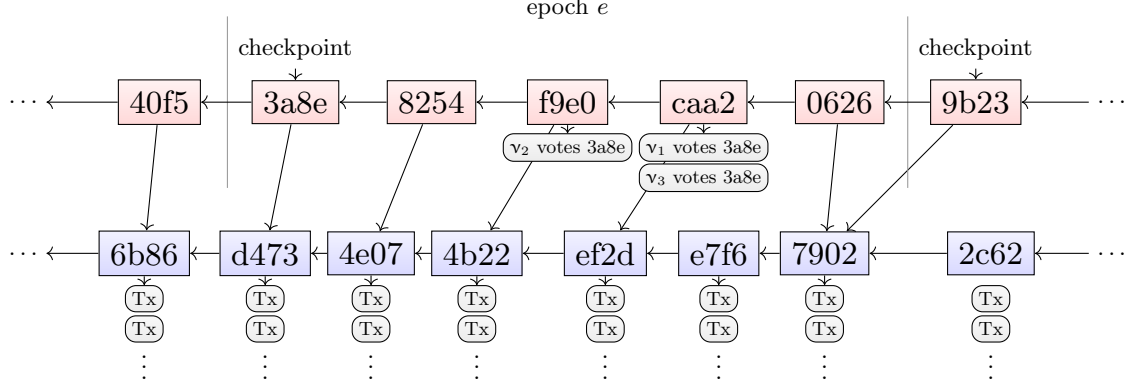 epoch e
checkpoint checkpoint
··· 40f5 3a8e 8254 f9e0 caa2 0626 9b23 ···
ν₂ votes 3a8e ν₁ votes 3a8e
ν₃ votes 3a8e
··· 6b86 d473 4e07 4b22 ef2d e7f6 7902 2c62 ···
Tx Tx Tx Tx Tx Tx Tx Tx
Tx Tx Tx Tx Tx Tx Tx Tx
⋮ ⋮ ⋮ ⋮ ⋮ ⋮ ⋮ ⋮